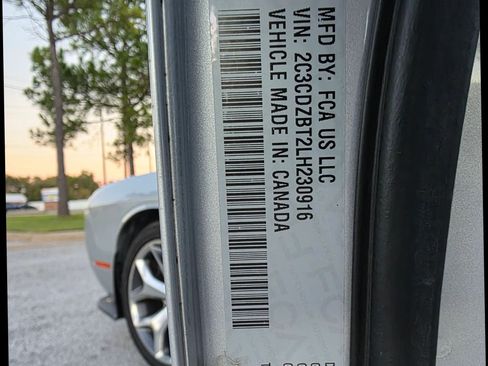 MFD BY: FCA US LLC
VIN: 2C3CDZBT2LH230916
VEHICLE MADE IN: CANADA